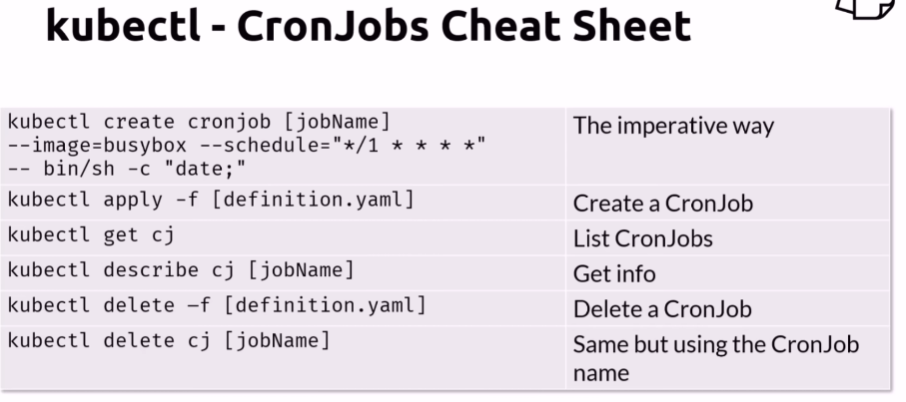 kubectl - CronJobs Cheat Sheet
kubectl create cronjob [jobName]
--image=busybox --schedule="*/1 * * * *"
-- bin/sh -c "date;"
The imperative way
kubectl apply -f [definition.yaml]
Create a CronJob
kubectl get cj
List CronJobs
kubectl describe cj [jobName]
Get info
kubectl delete –f [definition.yaml]
Delete a CronJob
kubectl delete cj [jobName]
Same but using the CronJob
name